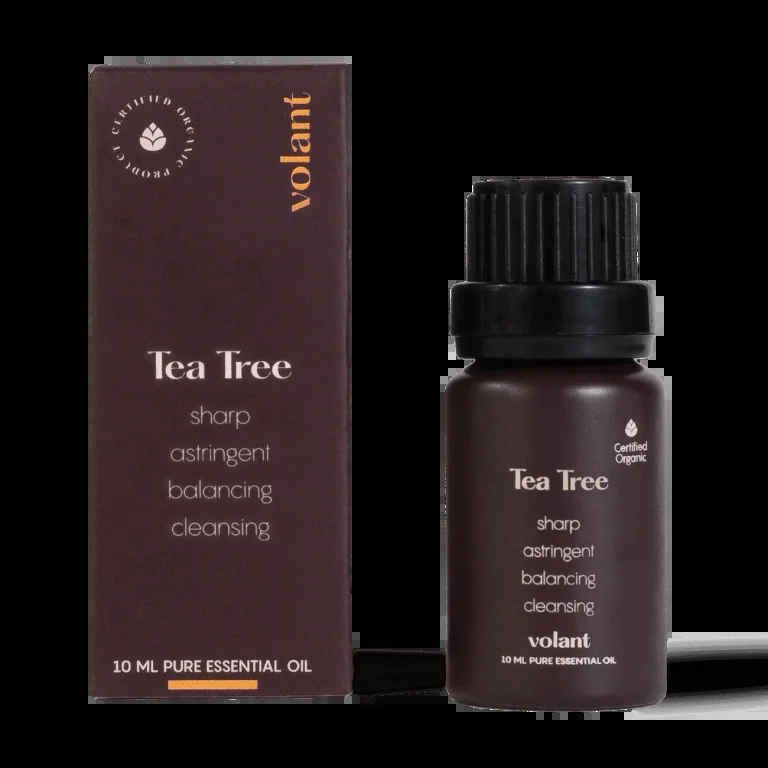 CERTIFIED ORGANIC PRODUCT
volant
Tea Tree
sharp
astringent
balancing
cleansing
10 ML PURE ESSENTIAL OIL
Certified
Organic
Tea Tree
sharp
astringent
balancing
cleansing
volant
10 ML PURE ESSENTIAL OIL